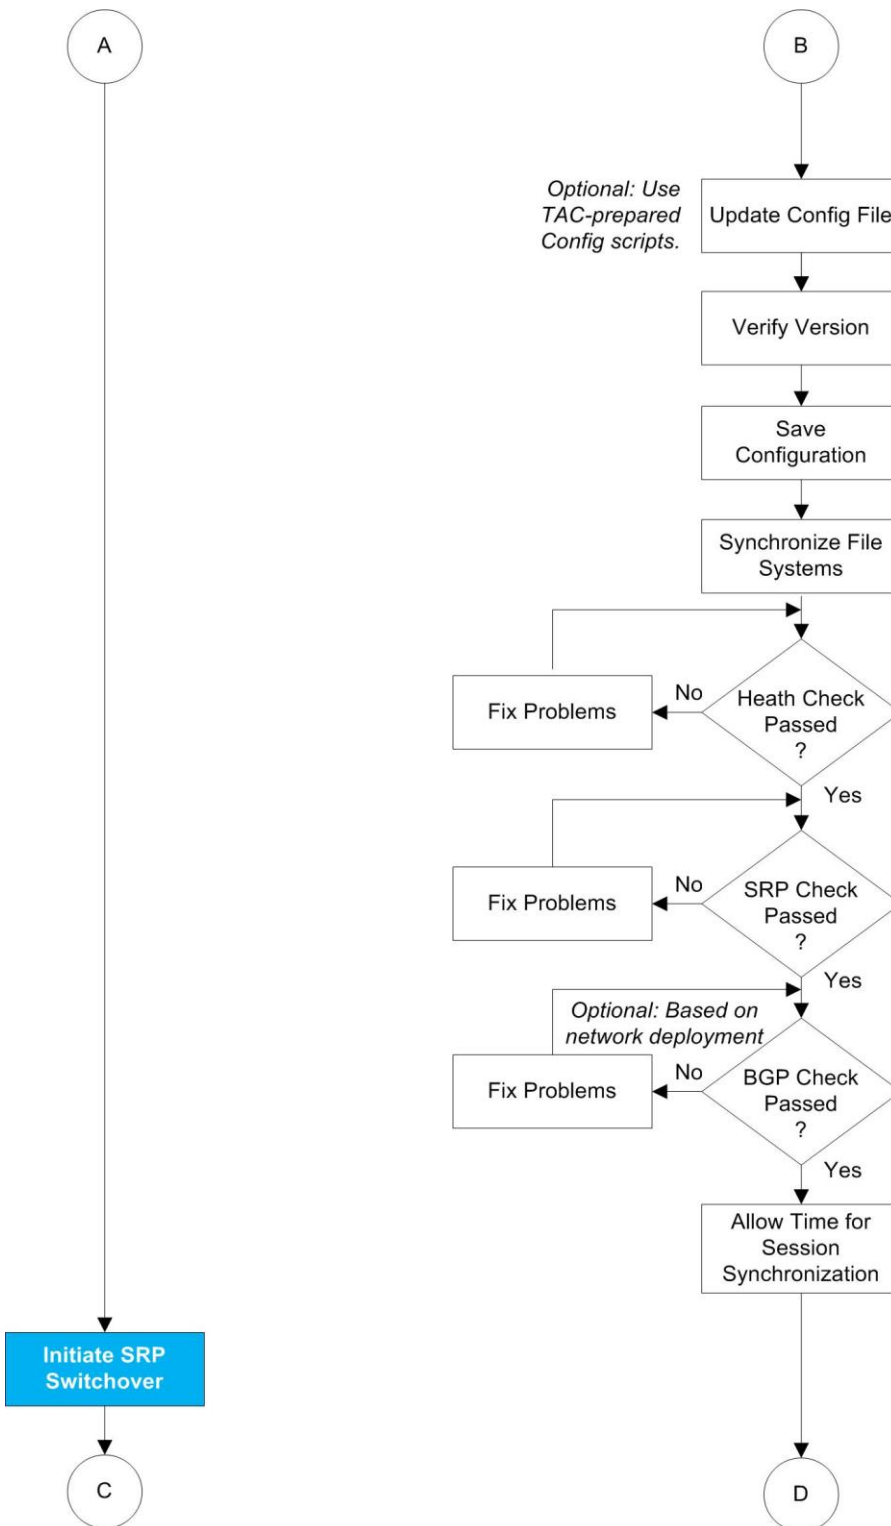 A
B
Optional: Use
TAC-prepared
Config scripts.
Update Config File
Verify Version
Save
Configuration
Synchronize File
Systems
Fix Problems
No
Heath Check
Passed
?
Yes
Fix Problems
No
SRP Check
Passed
?
Yes
Optional: Based on
network deployment
Fix Problems
No
BGP Check
Passed
?
Yes
Allow Time for
Session
Synchronization
Initiate SRP
Switchover
C
D